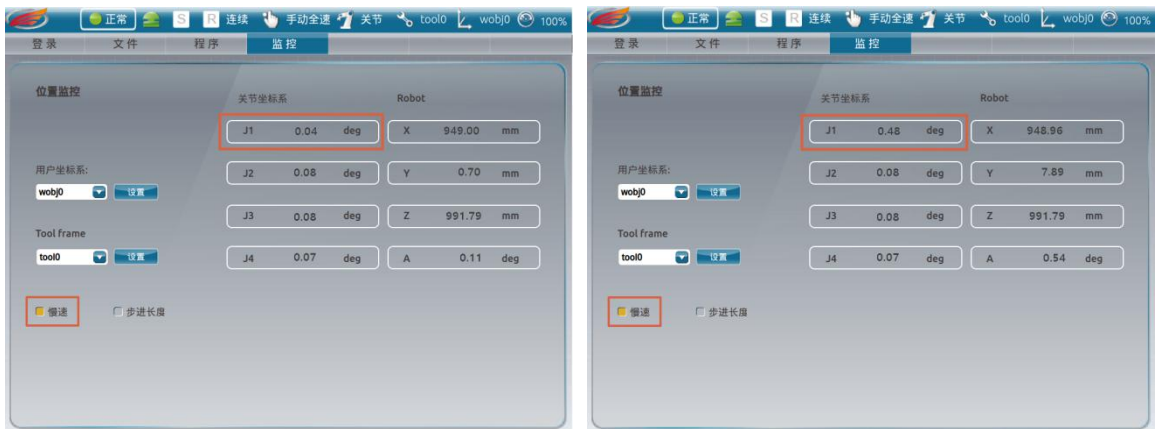 正常 S R 连续 手动全速 关节 tool0 wobj0 100%
登录 文件 程序 监控
位置监控 关节坐标系 Robot
J1 0.04 deg X 949.00 mm
用户坐标系: J2 0.08 deg Y 0.70 mm
wobj0 设置
J3 0.08 deg Z 991.79 mm
Tool frame
tool0 设置 J4 0.07 deg A 0.11 deg
慢速 步进长度
正常 S R 连续 手动全速 关节 tool0 wobj0 100%
登录 文件 程序 监控
位置监控 关节坐标系 Robot
J1 0.48 deg X 948.96 mm
用户坐标系: J2 0.08 deg Y 7.89 mm
wobj0 设置
J3 0.08 deg Z 991.79 mm
Tool frame
tool0 设置 J4 0.07 deg A 0.54 deg
慢速 步进长度